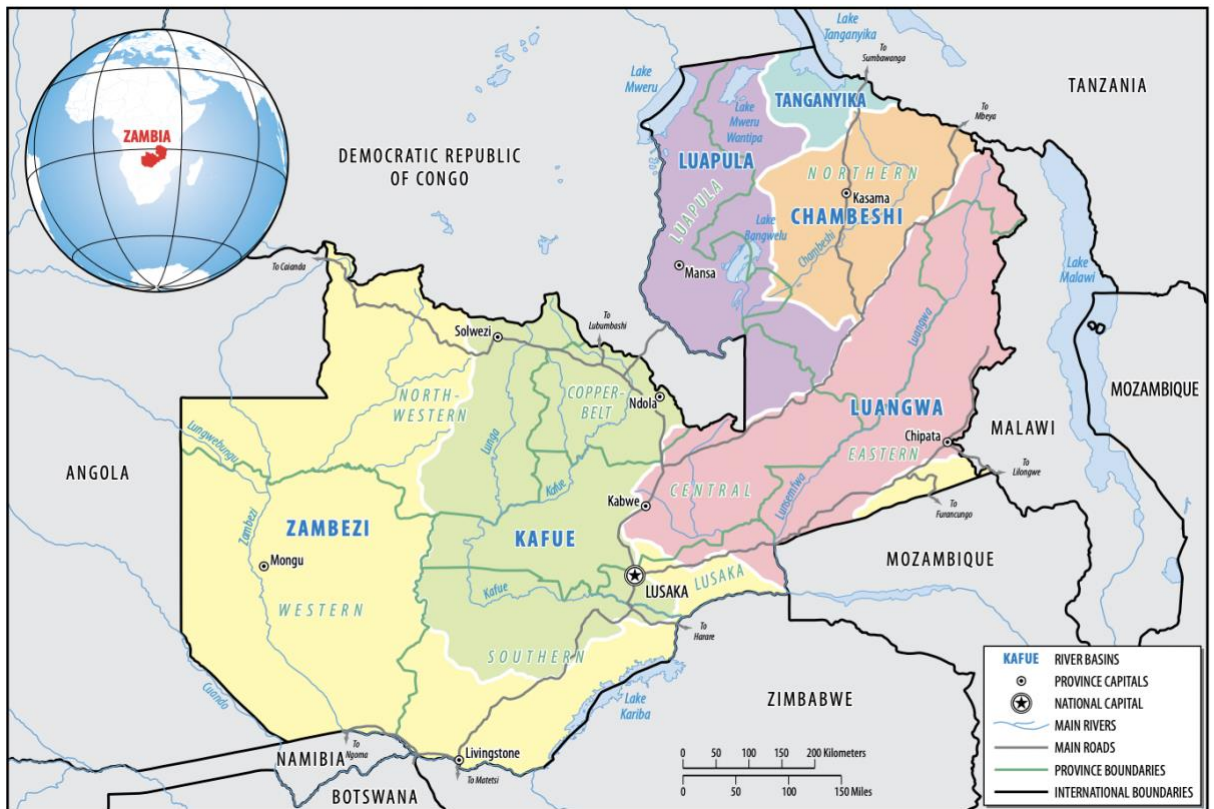 ZAMBIA
DEMOCRATIC REPUBLIC
OF CONGO
Lake
Tanganyika
To
Sumbawanga
Lake
Mweru
TANGANYIKA
TANZANIA
To
Mbeya
Lake
Mweru
Wantipa
LUAPULA
NORTHERN
Kasama
LUAPULA
CHAMBESHI
Lake
Bangwelu
Chambeshi
Mansa
Lake
Malawi
To Caianda
To
Lubumbashi
Solwezi
Luangwa
NORTH-
WESTERN
COPPER-
BELT
Ndola
Lunga
MOZAMBIQUE
LUANGWA
Chipata
MALAWI
EASTERN
To
Lilongwe
Lungwebungu
ANGOLA
Kafue
CENTRAL
Kabwe
Lunsemfwa
To
Furancungo
Zambezi
ZAMBEZI
KAFUE
Mongu
MOZAMBIQUE
WESTERN
Kafue
LUSAKA
LUSAKA
To
Harare
SOUTHERN
Cuando
Lake
Kariba
ZIMBABWE
To
Ngoma
Livingstone
NAMIBIA
To Matetsi
BOTSWANA
0 50 100 150 200 Kilometers
0 50 100 150 Miles
KAFUE RIVER BASINS
PROVINCE CAPITALS
NATIONAL CAPITAL
MAIN RIVERS
MAIN ROADS
PROVINCE BOUNDARIES
INTERNATIONAL BOUNDARIES